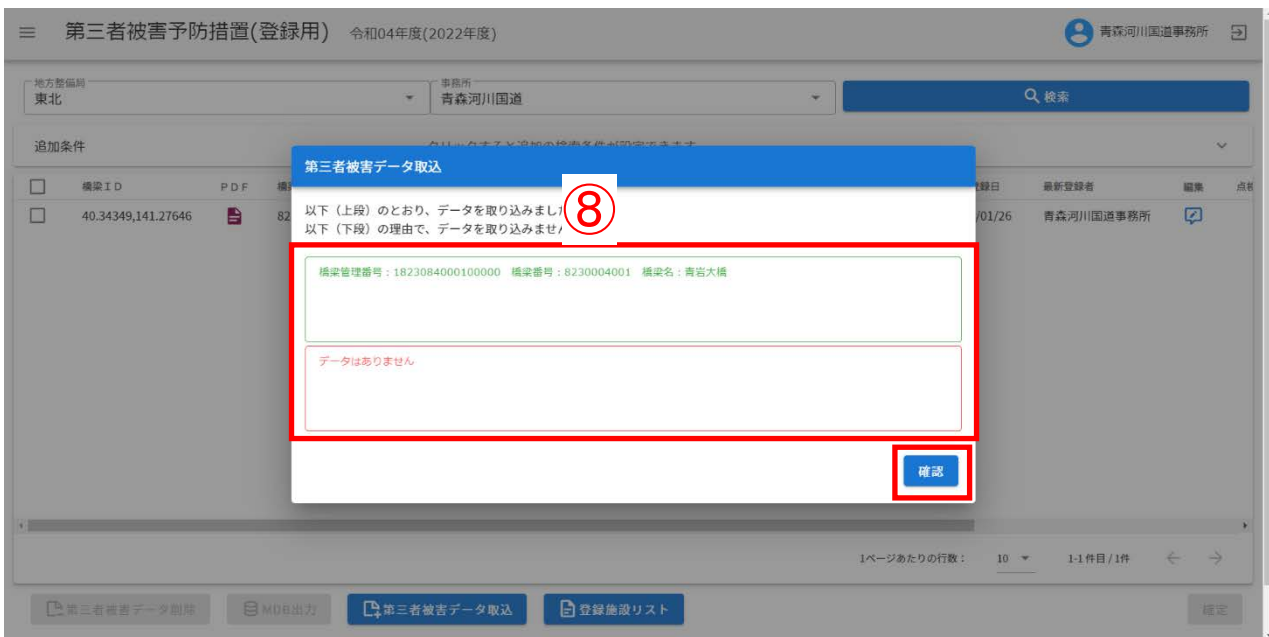 第三者被害予防措置(登録用) 令和04年度(2022年度) 青森河川国道事務所
地方整備局 事務所
東北 青森河川国道 検索
追加条件
第三者被害データ取込
橋梁ID PDF 最新登録者 編集
40.34349,141.27646 82 /01/26 青森河川国道事務所
⑧
以下（上段）のとおり、データを取り込みまし
以下（下段）の理由で、データを取り込みませ
橋梁管理番号：1823084000100000 橋梁番号：8230004001 橋梁名：青岩大橋
データはありません
確認
1ページあたりの行数： 10 1-1 件目 / 1件
第三者被害データ削除 MDB出力 第三者被害データ取込 登録施設リスト 確定